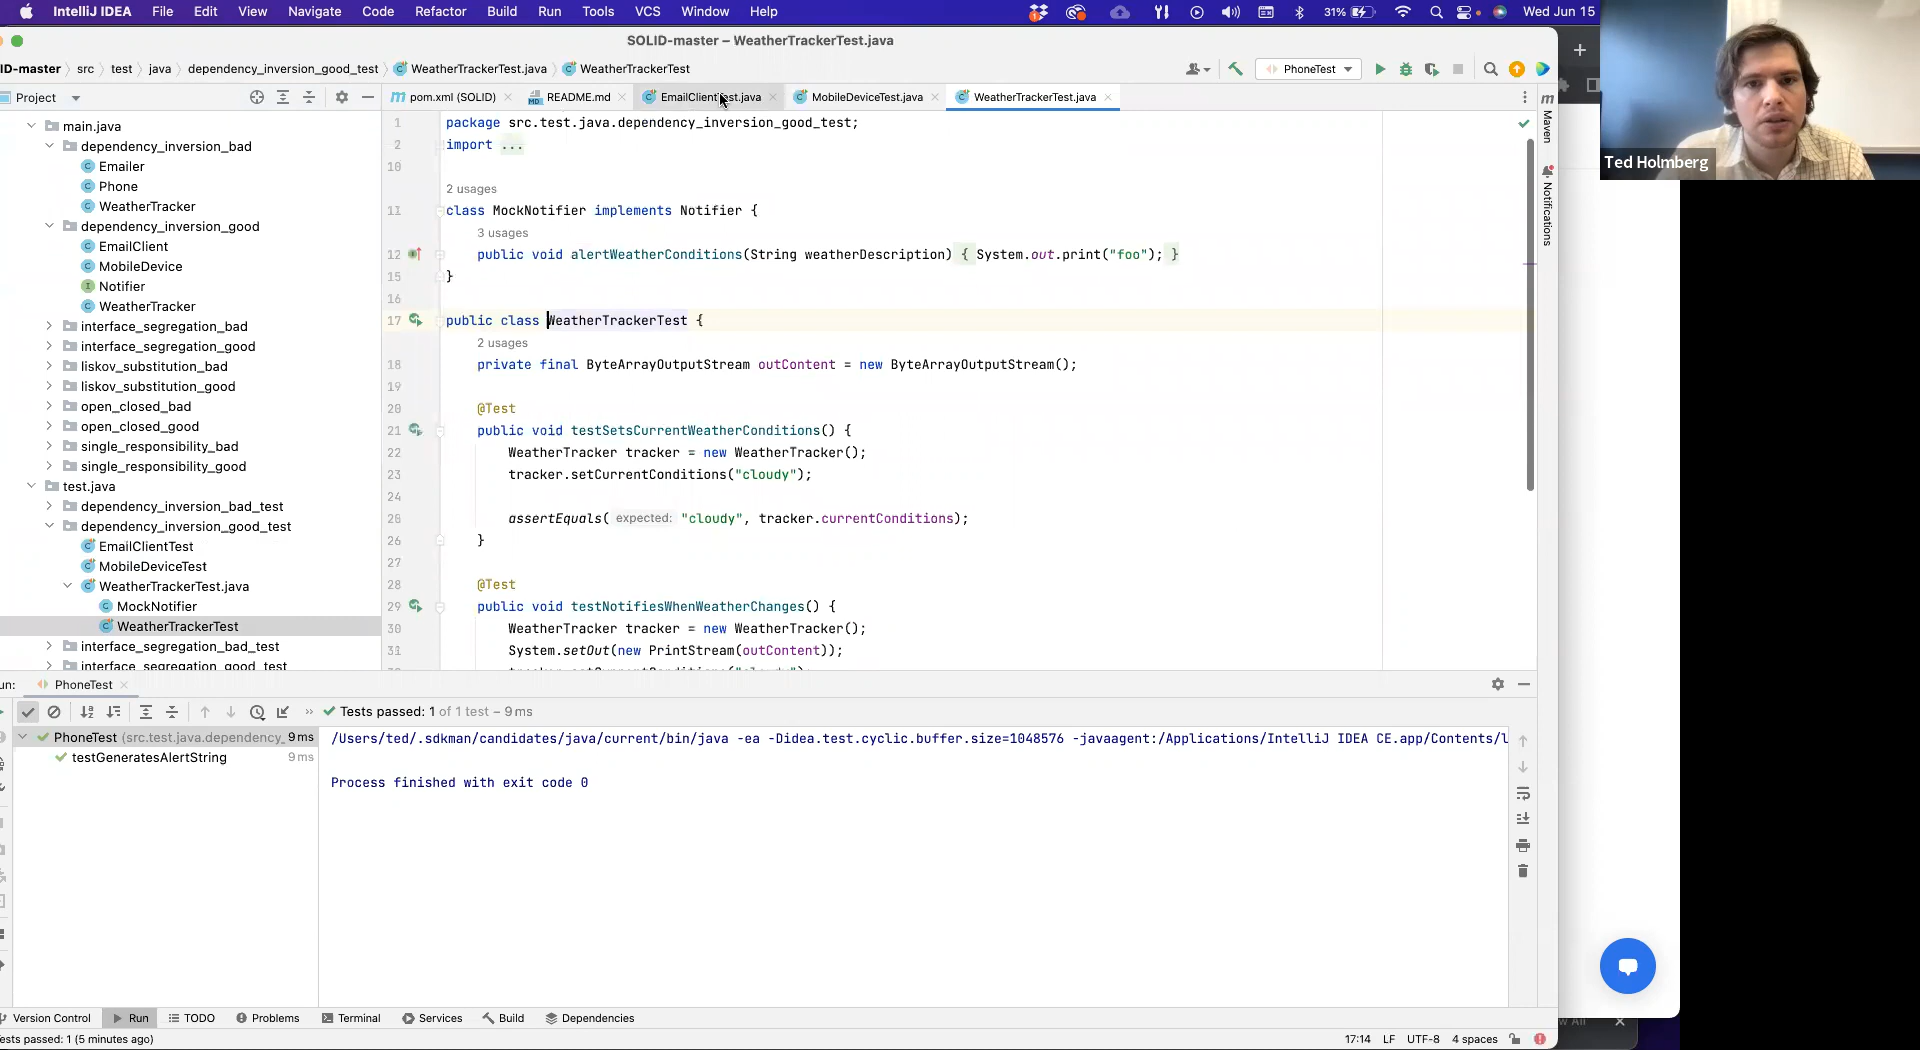 IntelliJ IDEA File Edit View Navigate Code Refactor Build Run Tools VCS Window Help 31% Wed Jun 15
SOLID-master – WeatherTrackerTest.java
ID-master src test java dependency_inversion_good_test WeatherTrackerTest.java WeatherTrackerTest PhoneTest
Project
pom.xml (SOLID) README.md EmailClientTest.java MobileDeviceTest.java WeatherTrackerTest.java
main.java
dependency_inversion_bad
Emailer
Phone
WeatherTracker
dependency_inversion_good
EmailClient
MobileDevice
Notifier
WeatherTracker
interface_segregation_bad
interface_segregation_good
liskov_substitution_bad
liskov_substitution_good
open_closed_bad
open_closed_good
single_responsibility_bad
single_responsibility_good
test.java
dependency_inversion_bad_test
dependency_inversion_good_test
EmailClientTest
MobileDeviceTest
WeatherTrackerTest.java
MockNotifier
WeatherTrackerTest
interface_segregation_bad_test
interface_segregation_good_test
1 package src.test.java.dependency_inversion_good_test;
2 import ...
10
2 usages
11 class MockNotifier implements Notifier {
3 usages
12 public void alertWeatherConditions(String weatherDescription) { System.out.print("foo"); }
15 }
16
17 public class WeatherTrackerTest {
2 usages
18 private final ByteArrayOutputStream outContent = new ByteArrayOutputStream();
19
20 @Test
21 public void testSetsCurrentWeatherConditions() {
22 WeatherTracker tracker = new WeatherTracker();
23 tracker.setCurrentConditions("cloudy");
24
25 assertEquals( expected: "cloudy", tracker.currentConditions);
26 }
27
28 @Test
29 public void testNotifiesWhenWeatherChanges() {
30 WeatherTracker tracker = new WeatherTracker();
31 System.setOut(new PrintStream(outContent));
Maven
Notifications
Ted Holmberg
un: PhoneTest
Tests passed: 1 of 1 test – 9 ms
PhoneTest (src.test.java.dependency_ 9 ms
testGeneratesAlertString 9 ms
/Users/ted/.sdkman/candidates/java/current/bin/java -ea -Didea.test.cyclic.buffer.size=1048576 -javaagent:/Applications/IntelliJ IDEA CE.app/Contents/l
Process finished with exit code 0
Version Control Run TODO Problems Terminal Services Build Dependencies
ests passed: 1 (5 minutes ago) 17:14 LF UTF-8 4 spaces